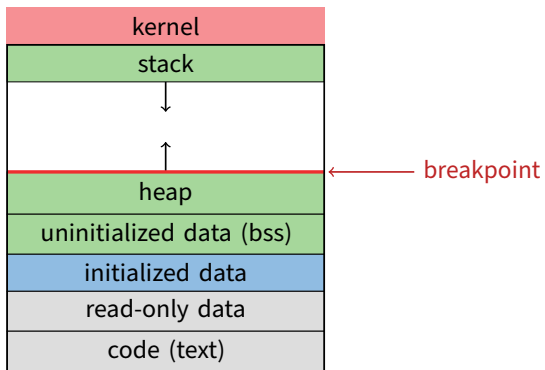 kernel
stack
breakpoint
heap
uninitialized data (bss)
initialized data
read-only data
code (text)